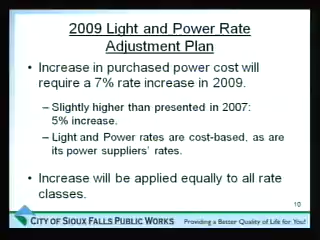 2009 Light and Power Rate
Adjustment Plan
• Increase in purchased power cost will
require a 7% rate increase in 2009.
– Slightly higher than presented in 2007:
5% increase.
– Light and Power rates are cost-based, as are
its power suppliers' rates.
• Increase will be applied equally to all rate
classes.
10
CITY OF SIOUX FALLS PUBLIC WORKS Providing a Better Quality of Life for You!